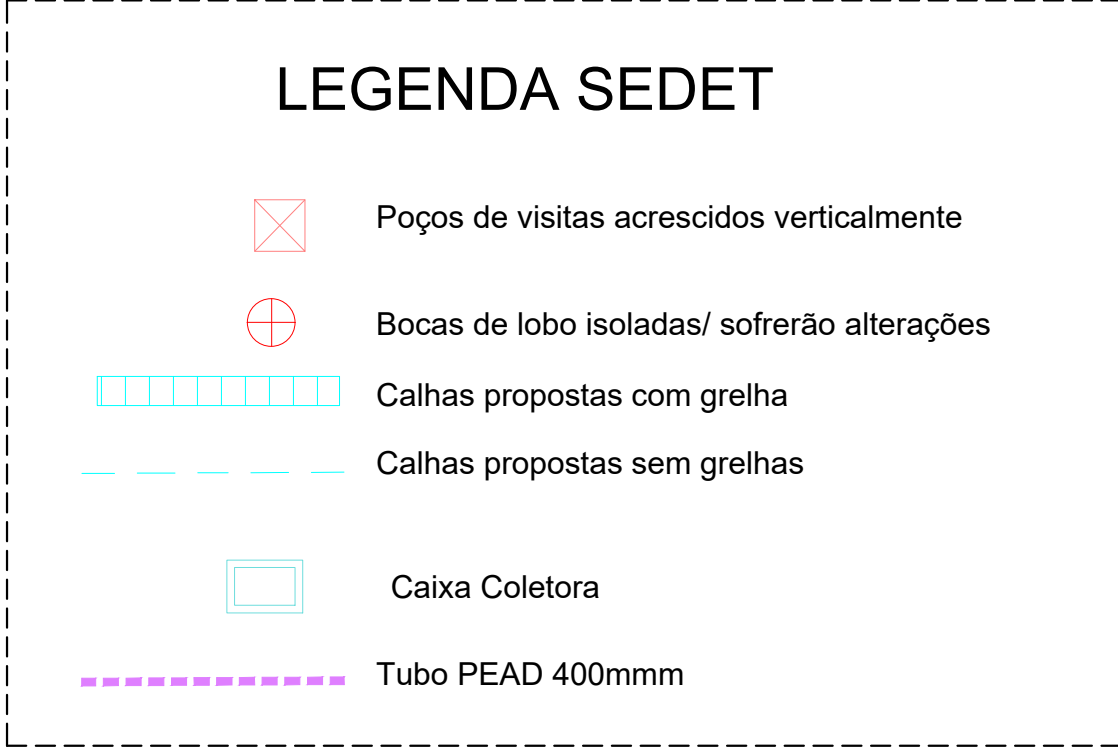 LEGENDA SEDET
Poços de visitas acrescidos verticalmente
Bocas de lobo isoladas/ sofrerão alterações
Calhas propostas com grelha
Calhas propostas sem grelhas
Caixa Coletora
Tubo PEAD 400mmm